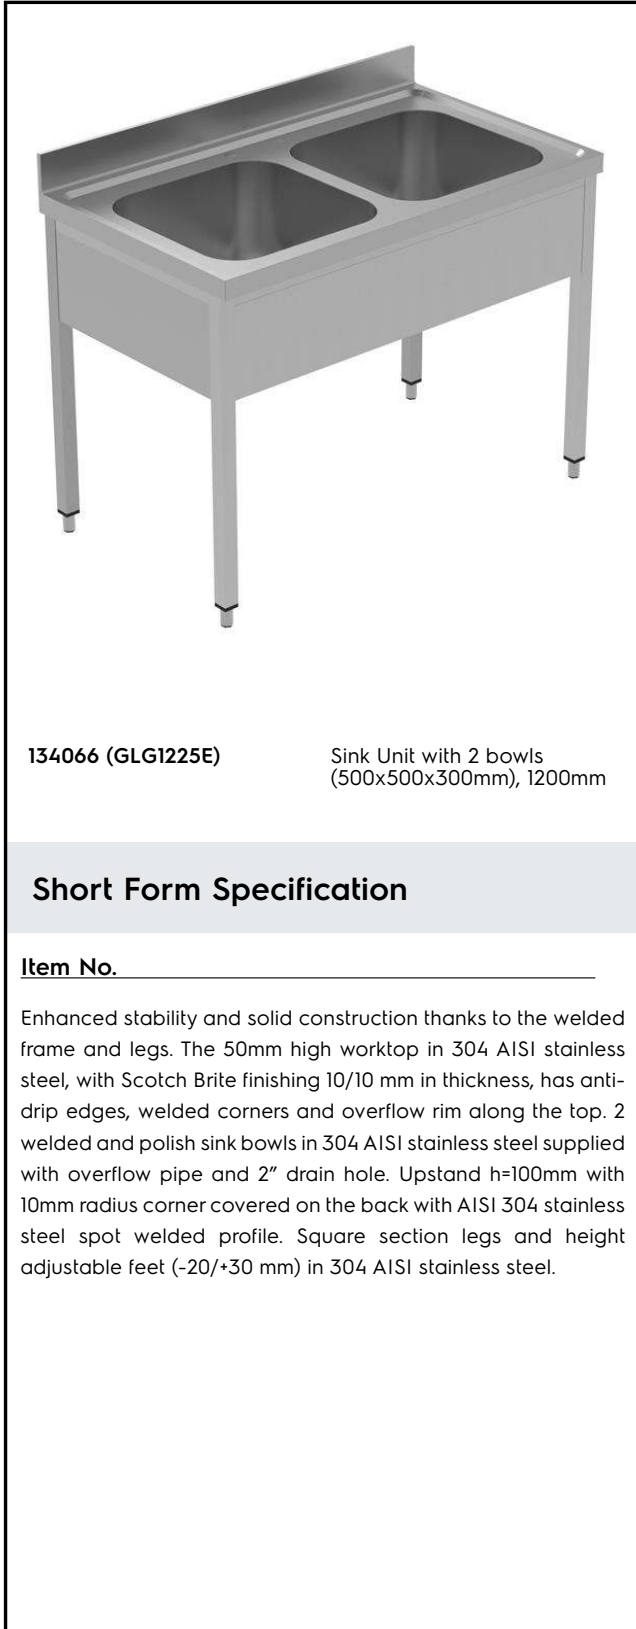 134066 (GLG1225E)
Sink Unit with 2 bowls
(500x500x300mm), 1200mm
Short Form Specification
Item No.
Enhanced stability and solid construction thanks to the welded
frame and legs. The 50mm high worktop in 304 AISI stainless
steel, with Scotch Brite finishing 10/10 mm in thickness, has anti-
drip edges, welded corners and overflow rim along the top. 2
welded and polish sink bowls in 304 AISI stainless steel supplied
with overflow pipe and 2″ drain hole. Upstand h=100mm with
10mm radius corner covered on the back with AISI 304 stainless
steel spot welded profile. Square section legs and height
adjustable feet (-20/+30 mm) in 304 AISI stainless steel.